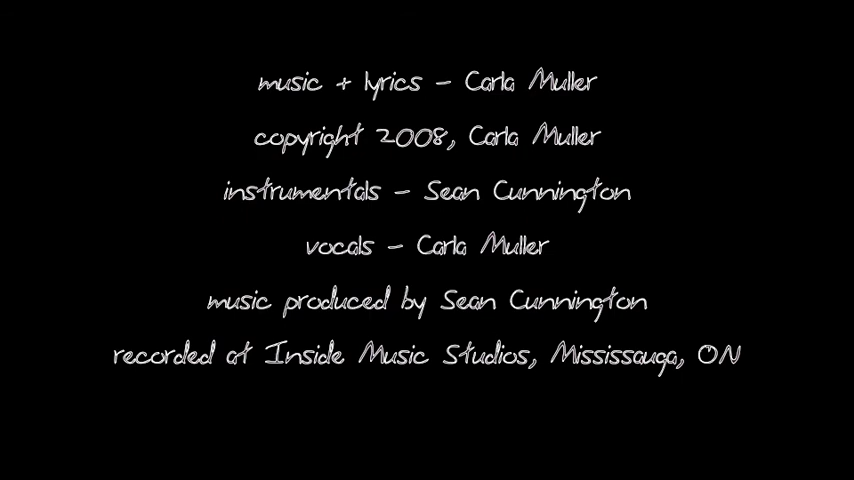 music + lyrics - Carla Muller
copyright 2008, Carla Muller
instrumentals - Sean Cunnington
vocals - Carla Muller
music produced by Sean Cunnington
recorded at Inside Music Studios, Mississauga, ON